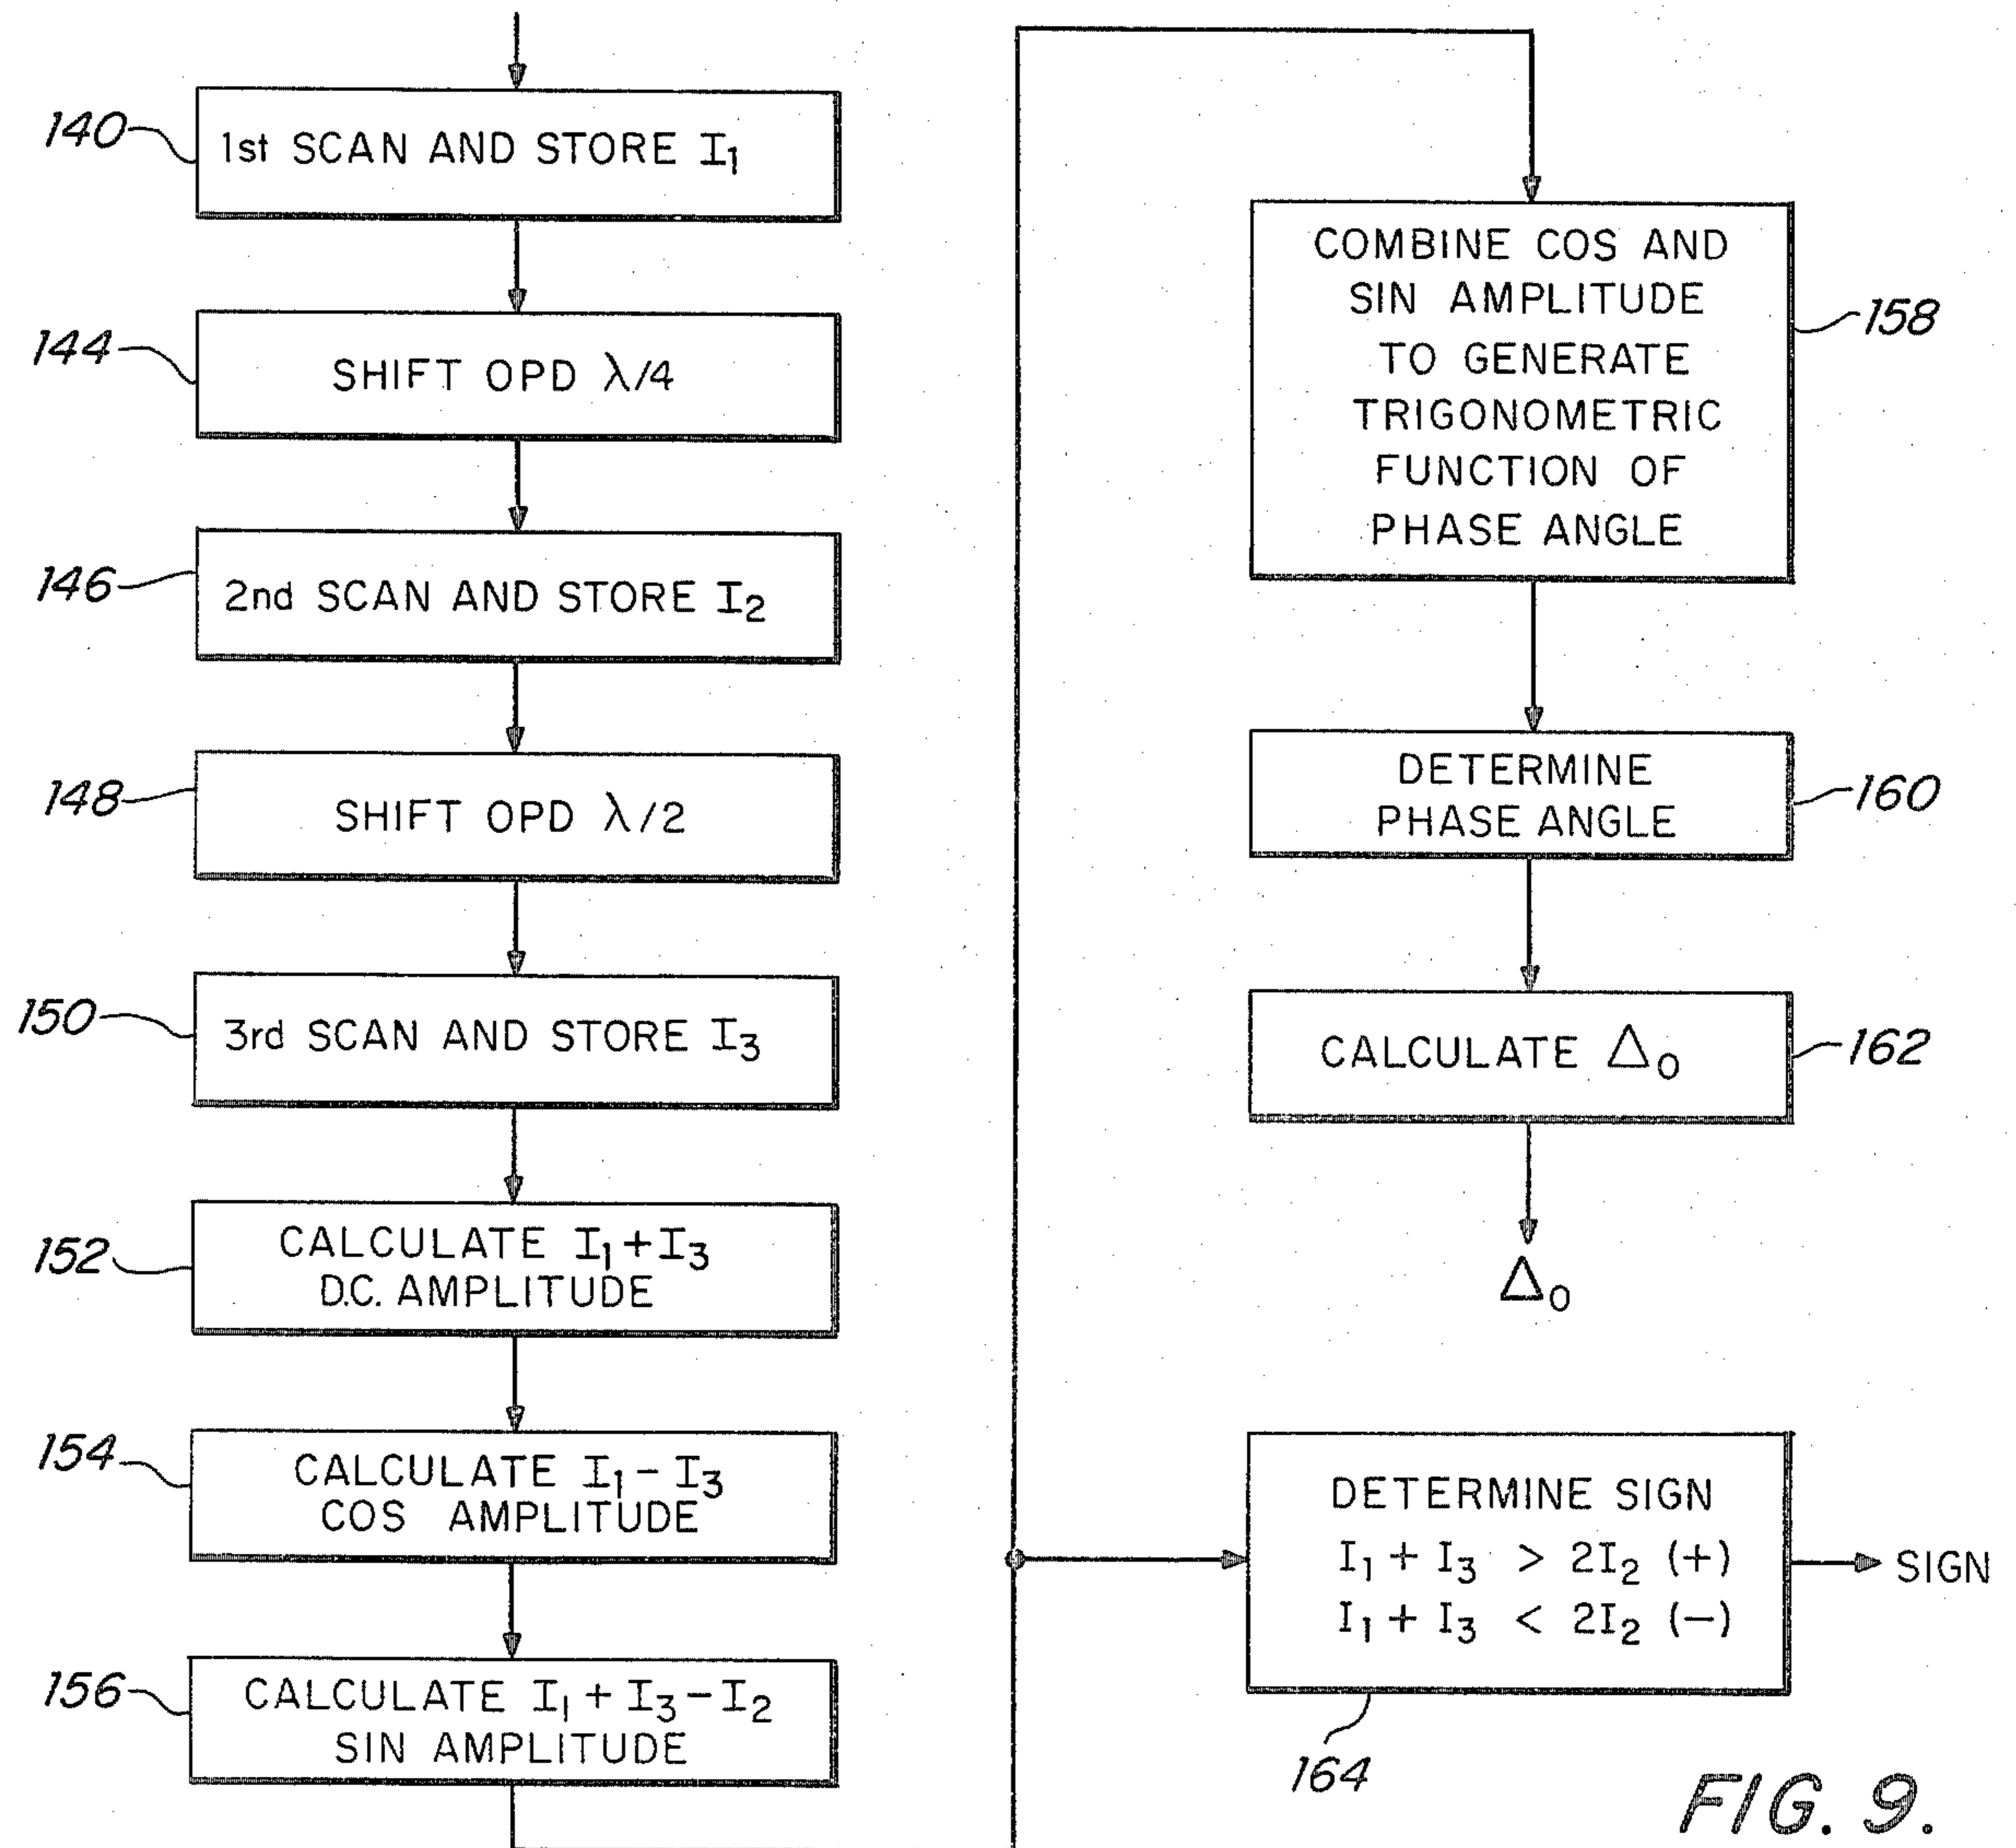 140
1st SCAN AND STORE I₁
144
SHIFT OPD λ/4
146
2nd SCAN AND STORE I₂
148
SHIFT OPD λ/2
150
3rd SCAN AND STORE I₃
152
CALCULATE I₁+I₃
D.C. AMPLITUDE
154
CALCULATE I₁-I₃
COS AMPLITUDE
156
CALCULATE I₁+I₃-I₂
SIN AMPLITUDE
COMBINE COS AND
SIN AMPLITUDE
TO GENERATE
TRIGONOMETRIC
FUNCTION OF
PHASE ANGLE
158
DETERMINE
PHASE ANGLE
160
CALCULATE Δ₀
162
Δ₀
DETERMINE SIGN
I₁ + I₃ > 2I₂ (+)
I₁ + I₃ < 2I₂ (—)
SIGN
164
FIG. 9.